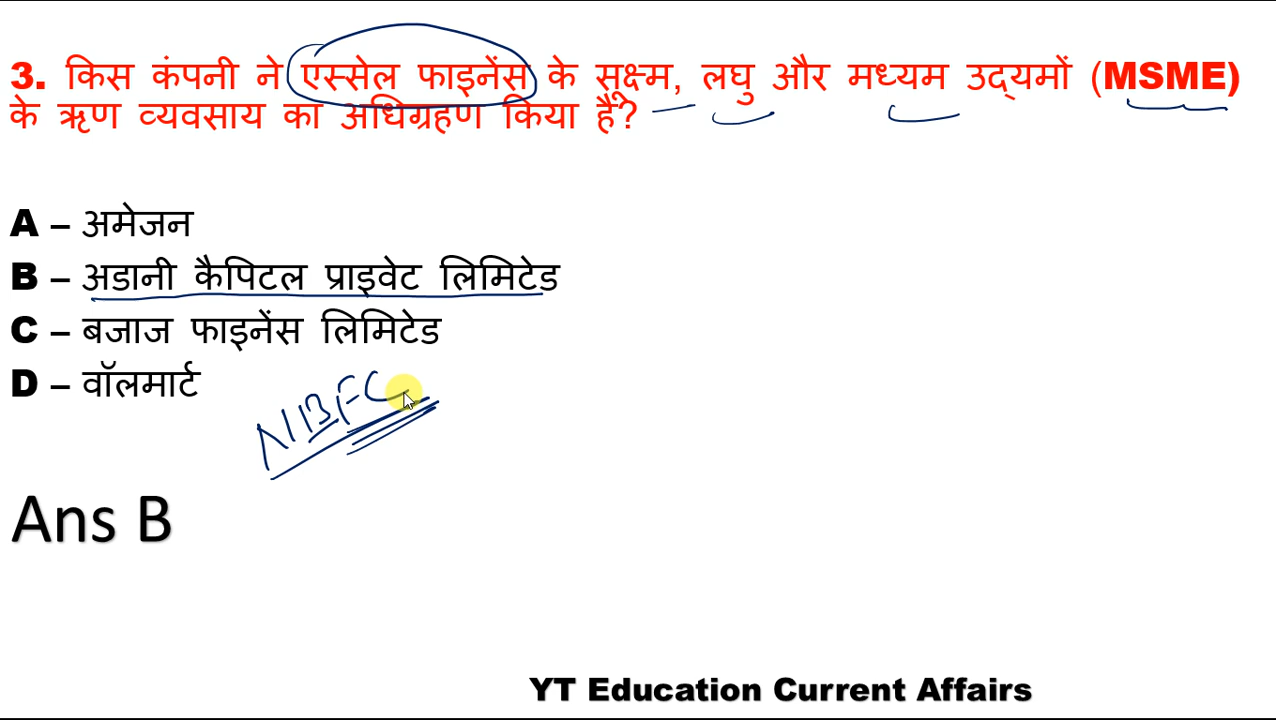 3. किस कंपनी ने एस्सेल फाइनेंस के सूक्ष्म, लघु और मध्यम उद्यमों (MSME)
के ऋण व्यवसाय का अधिग्रहण किया है?
A – अमेजन
B – अडानी कैपिटल प्राइवेट लिमिटेड
C – बजाज फाइनेंस लिमिटेड
D – वॉलमार्ट
NBFC
Ans B
YT Education Current Affairs